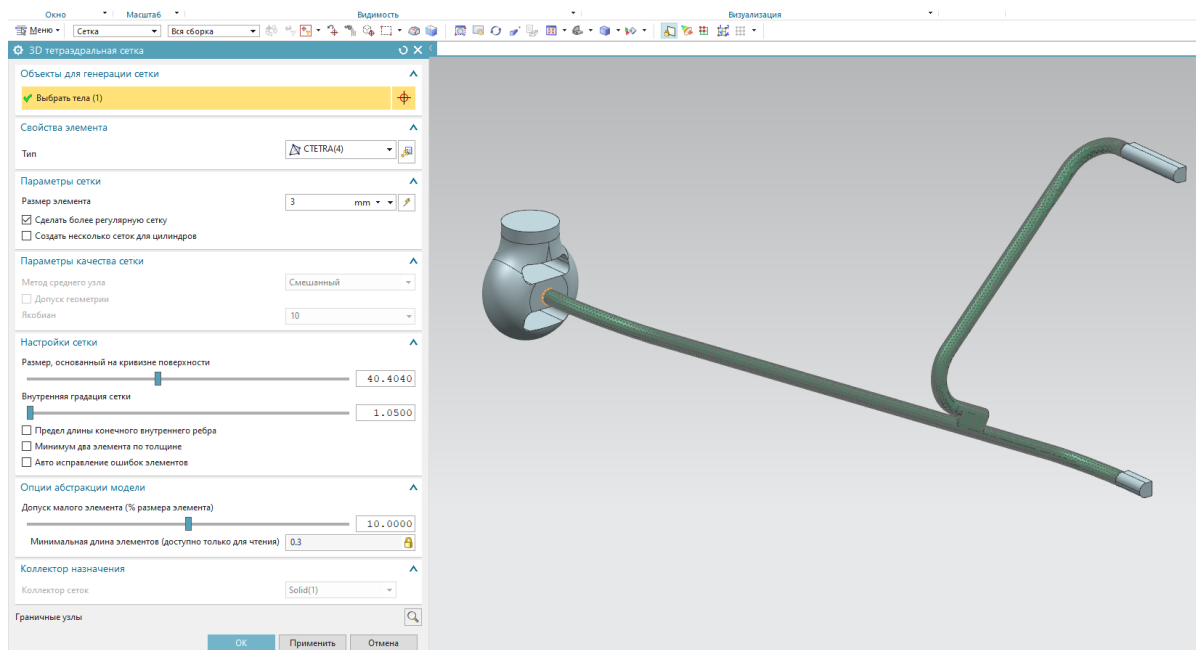 Окно Масштаб Видимость Визуализация
Меню Сетка Вся сборка
3D тетраэдральная сетка
Объекты для генерации сетки
Выбрать тела (1)
Свойства элемента
Тип CTETRA(4)
Параметры сетки
Размер элемента 3 mm
Сделать более регулярную сетку
Создать несколько сеток для цилиндров
Параметры качества сетки
Метод среднего узла Смешанный
Допуск геометрии
Якобиан 10
Настройки сетки
Размер, основанный на кривизне поверхности
40.4040
Внутренняя градация сетки
1.0500
Предел длины конечного внутреннего ребра
Минимум два элемента по толщине
Авто исправление ошибок элементов
Опции абстракции модели
Допуск малого элемента (% размера элемента)
10.0000
Минимальная длина элементов (доступно только для чтения) 0.3
Коллектор назначения
Коллектор сеток Solid(1)
Граничные узлы
ОК Применить Отмена